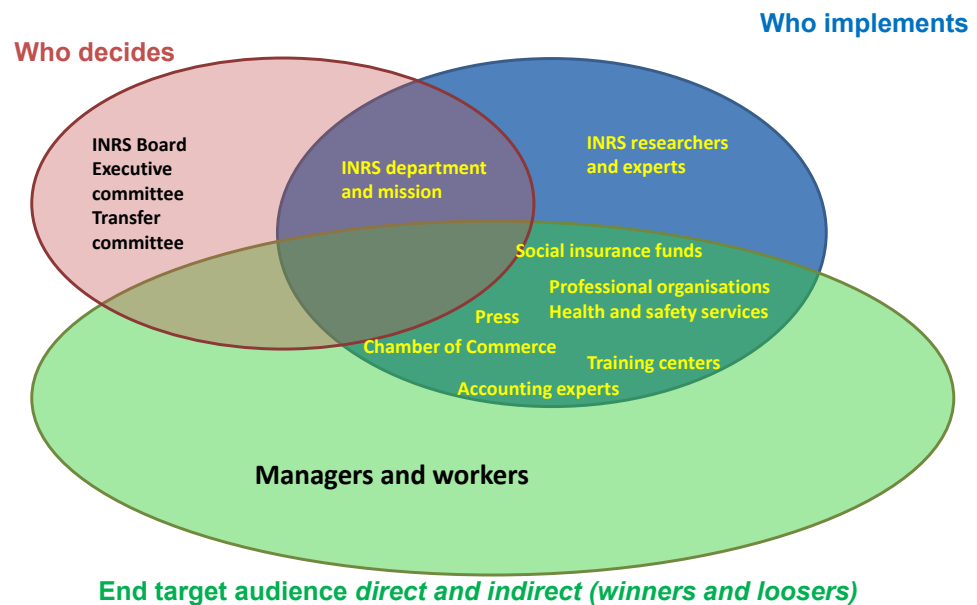 Who implements
Who decides
INRS Board
Executive
committee
Transfer
committee
INRS department
and mission
INRS researchers
and experts
Social insurance funds
Professional organisations
Health and safety services
Press
Chamber of Commerce
Training centers
Accounting experts
Managers and workers
End target audience direct and indirect (winners and loosers)